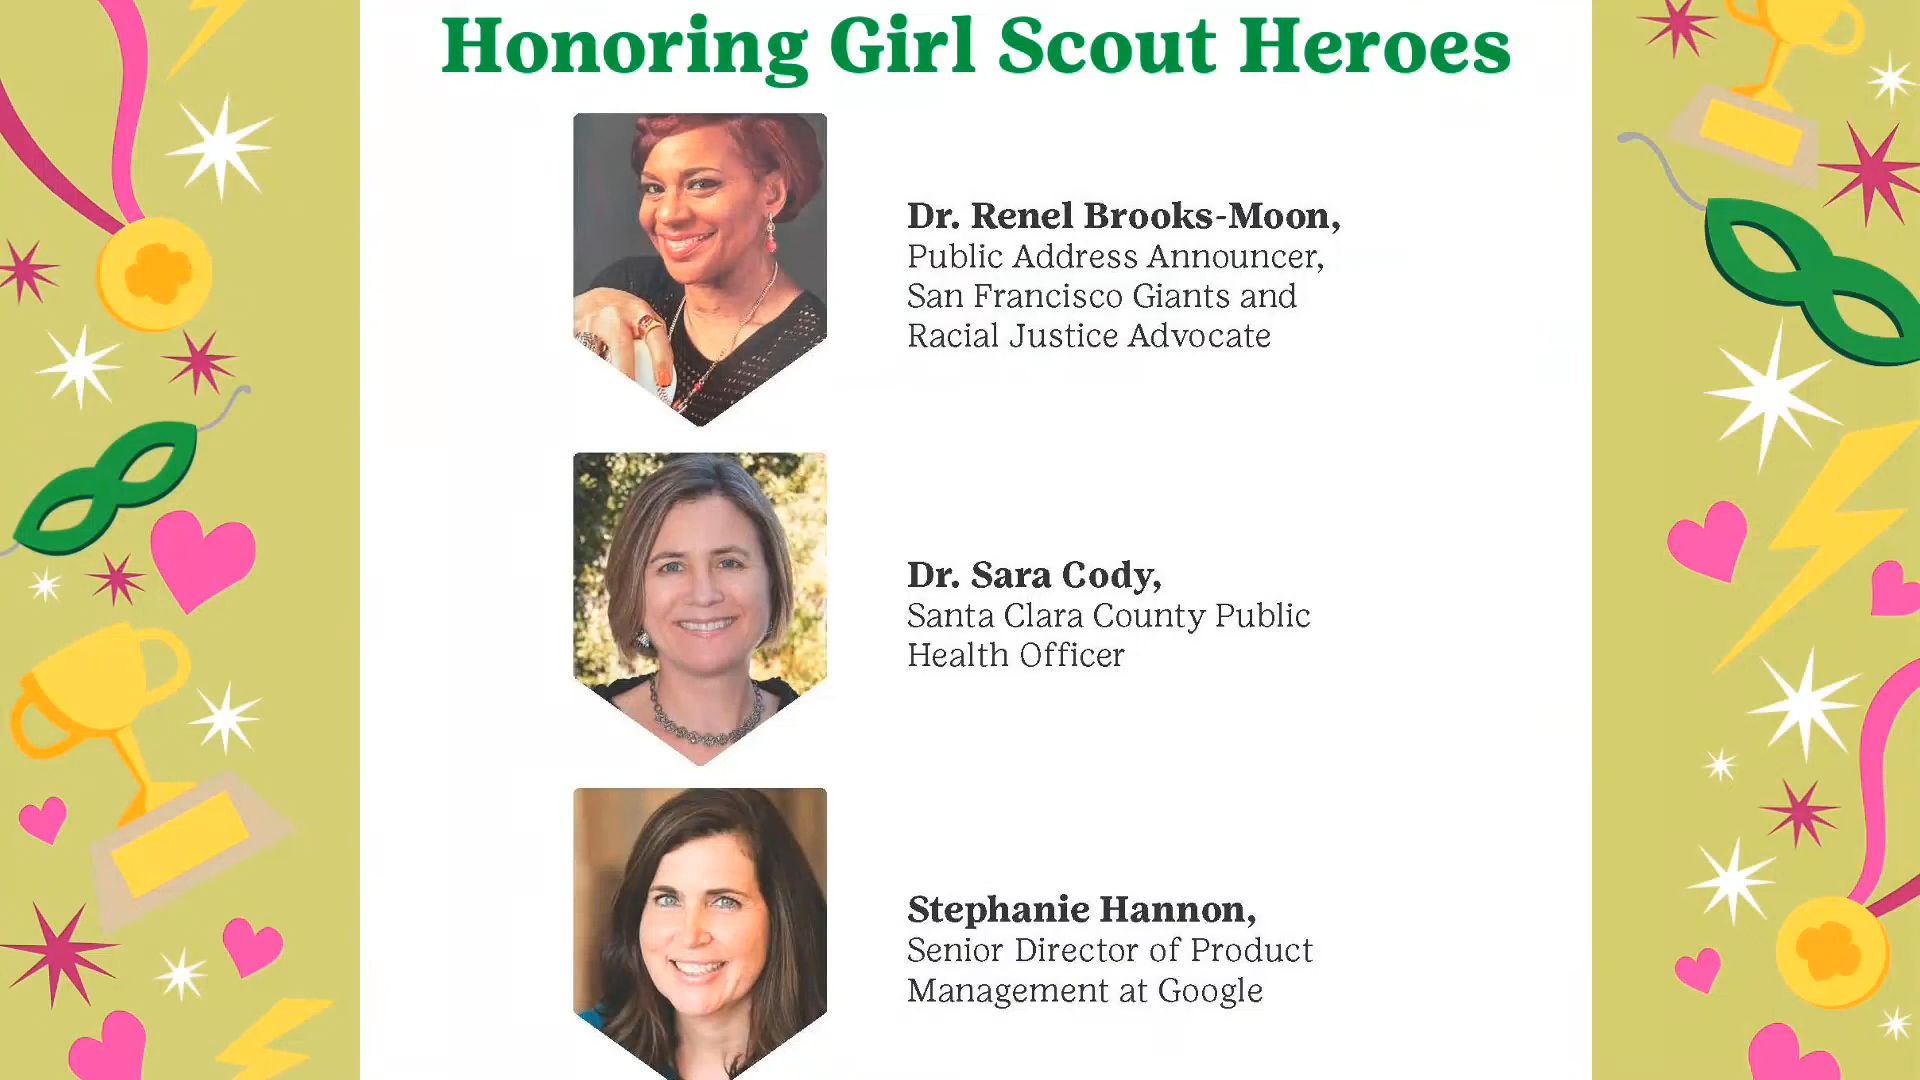 Honoring Girl Scout Heroes
Dr. Renel Brooks-Moon,
Public Address Announcer,
San Francisco Giants and
Racial Justice Advocate
Dr. Sara Cody,
Santa Clara County Public
Health Officer
Stephanie Hannon,
Senior Director of Product
Management at Google